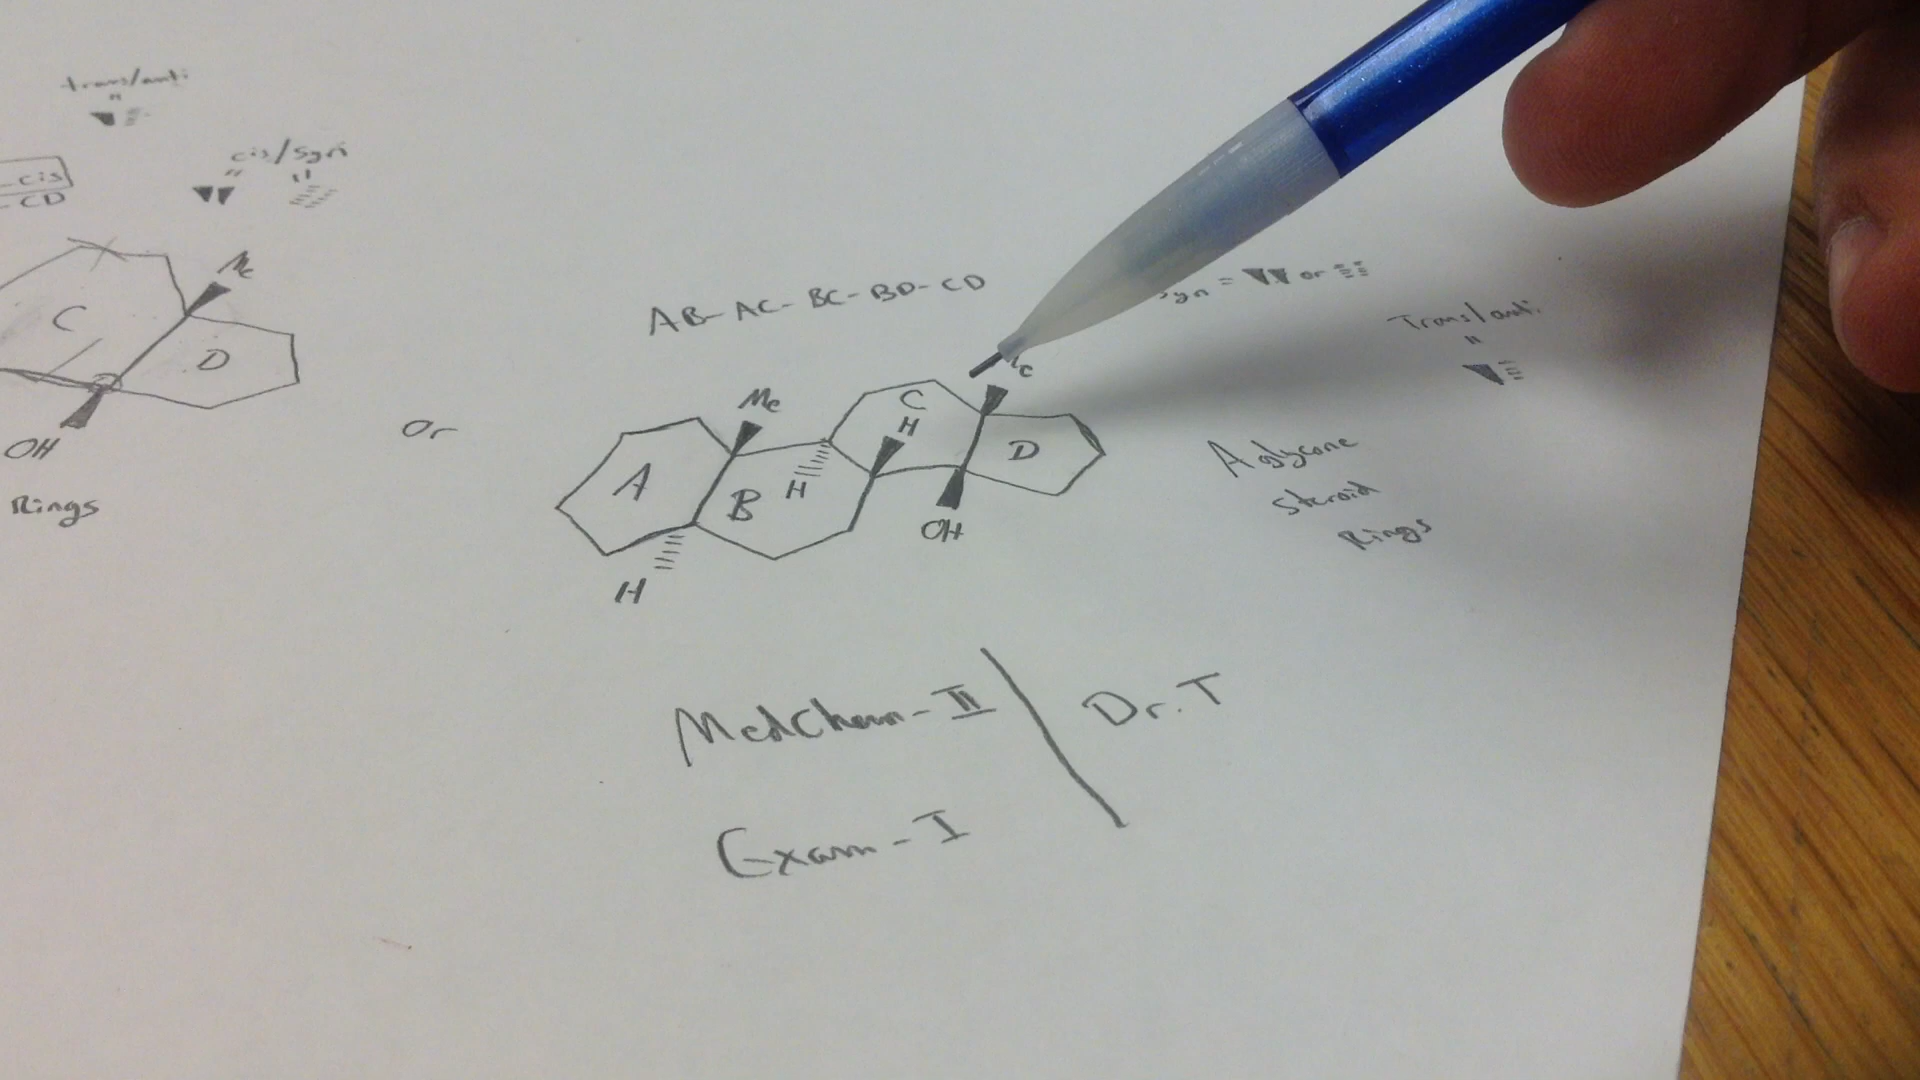 trans/anti
"
cis/syn
" "
-cis
-CD
Me
C
D
OH
Rings
or
AB-AC-BC-BD-CD
syn = or
Trans/anti
"
Me
Me
A
B
C
D
H
H
H
OH
Aglycone
Steroid
Rings
MedChem-II
Dr. T
Exam-I